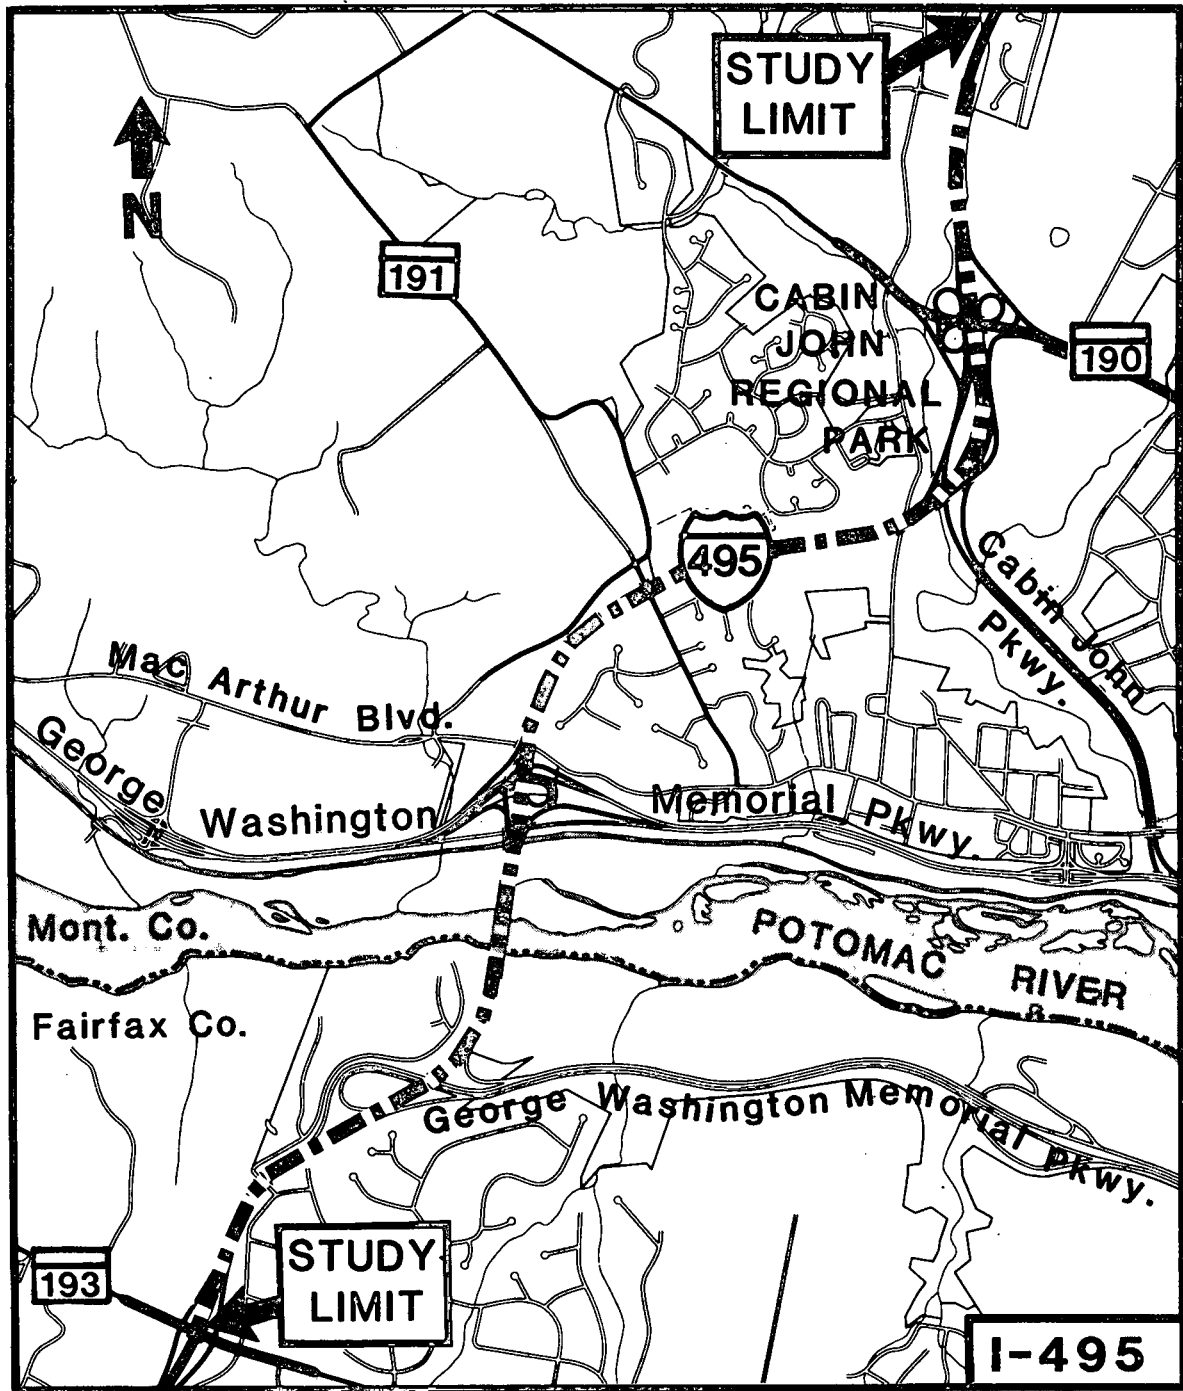 STUDY
LIMIT
N
191
CABIN
JOHN
REGIONAL
PARK
190
495
Cabin John
Pkwy.
Mac Arthur Blvd.
George Washington Memorial Pkwy.
Mont. Co.
POTOMAC RIVER
Fairfax Co.
George Washington Memorial Pkwy.
193
STUDY
LIMIT
I-495